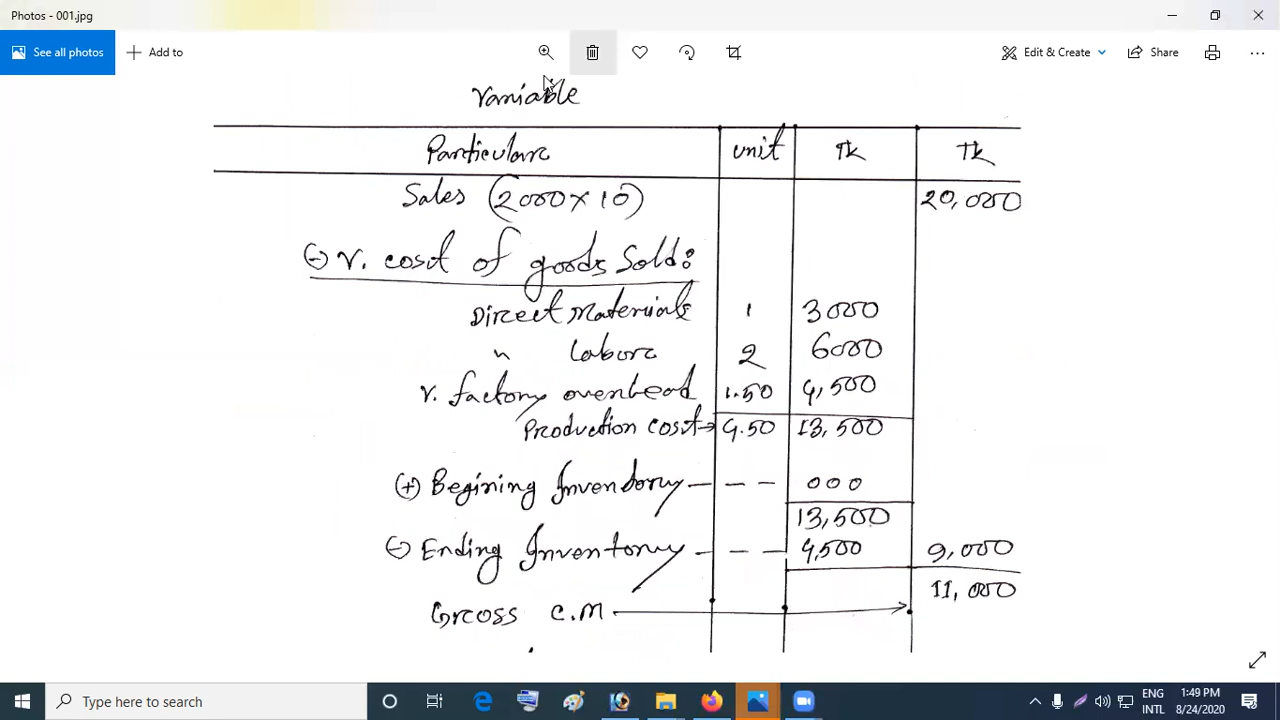 Photos - 001.jpg
See all photos
Add to
Edit & Create
Share
Variable
Particulars unit Tk Tk
Sales (2000 × 10) 20,000
(-) V. cost of goods sold:
Direct Materials 1 3000
" Labors 2 6000
V. factory overhead 1.50 4,500
Production cost→ 4.50 13,500
(+) Begining Inventory - - - 000
13,500
(-) Ending Inventory - - - 4,500 9,000
11,000
Gross C.M
Type here to search
ENG 1:49 PM
INTL 8/24/2020